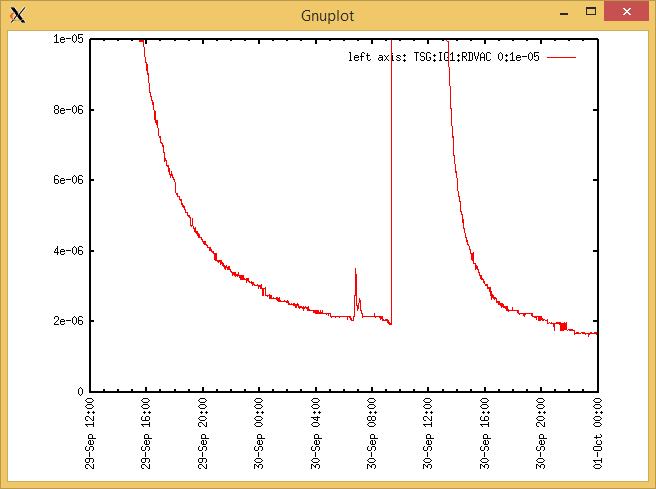 Gnuplot
left axis: TSG:IG1:RDVAC 0:1e-05
1e-05
8e-06
6e-06
4e-06
2e-06
0
29-Sep 12:00
29-Sep 16:00
29-Sep 20:00
30-Sep 00:00
30-Sep 04:00
30-Sep 08:00
30-Sep 12:00
30-Sep 16:00
30-Sep 20:00
01-Oct 00:00